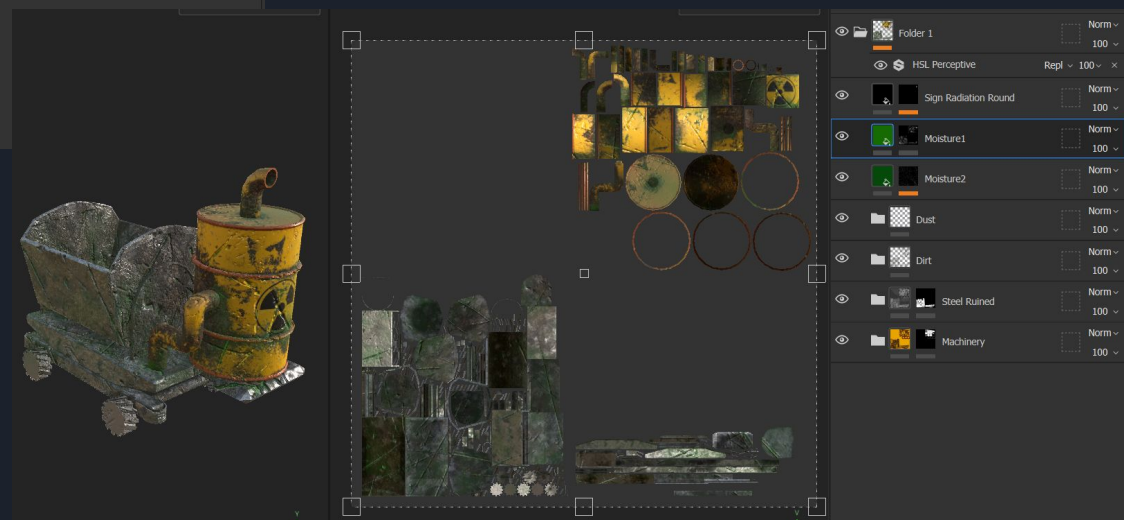 Norm
Folder 1
100
HSL Perceptive Repl 100 ×
Norm
Sign Radiation Round
100
Norm
Moisture1
100
Norm
Moisture2
100
Norm
Dust
100
Norm
Dirt
100
Norm
Steel Ruined
100
Norm
Machinery
100
Y
V